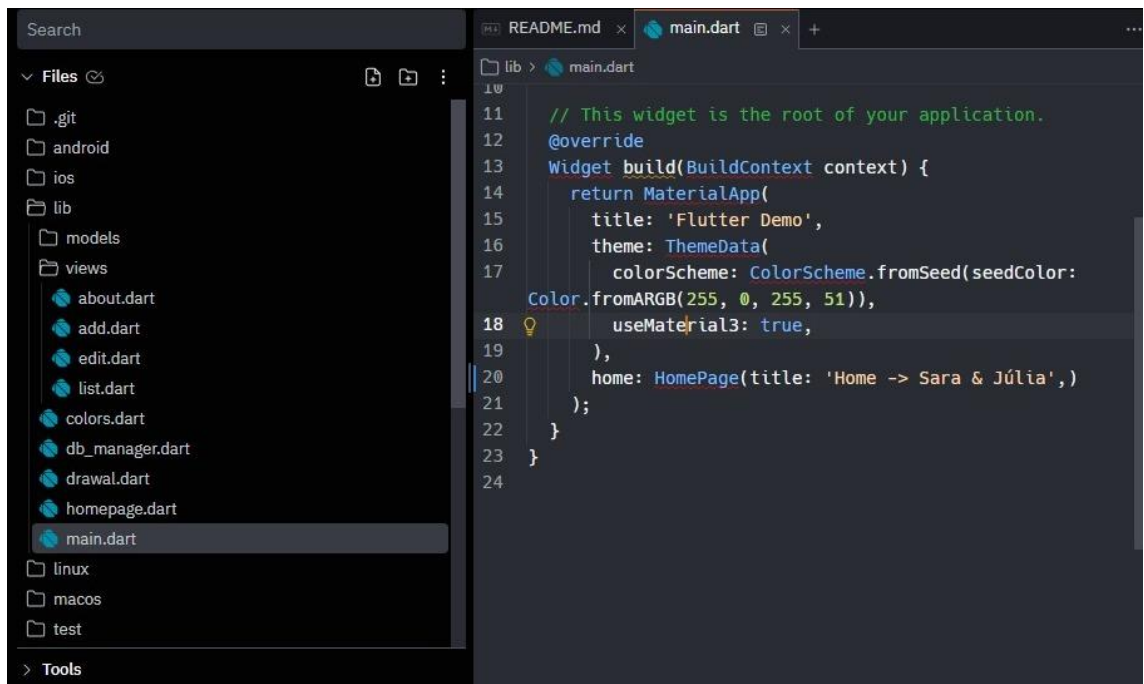 Search
Files
.git
android
ios
lib
models
views
about.dart
add.dart
edit.dart
list.dart
colors.dart
db_manager.dart
drawal.dart
homepage.dart
main.dart
linux
macos
test
Tools
README.md × main.dart × +
lib > main.dart
10
11 // This widget is the root of your application.
12 @override
13 Widget build(BuildContext context) {
14 return MaterialApp(
15 title: 'Flutter Demo',
16 theme: ThemeData(
17 colorScheme: ColorScheme.fromSeed(seedColor:
Color.fromARGB(255, 0, 255, 51)),
18 useMaterial3: true,
19 ),
20 home: HomePage(title: 'Home -> Sara & Júlia',)
21 );
22 }
23 }
24